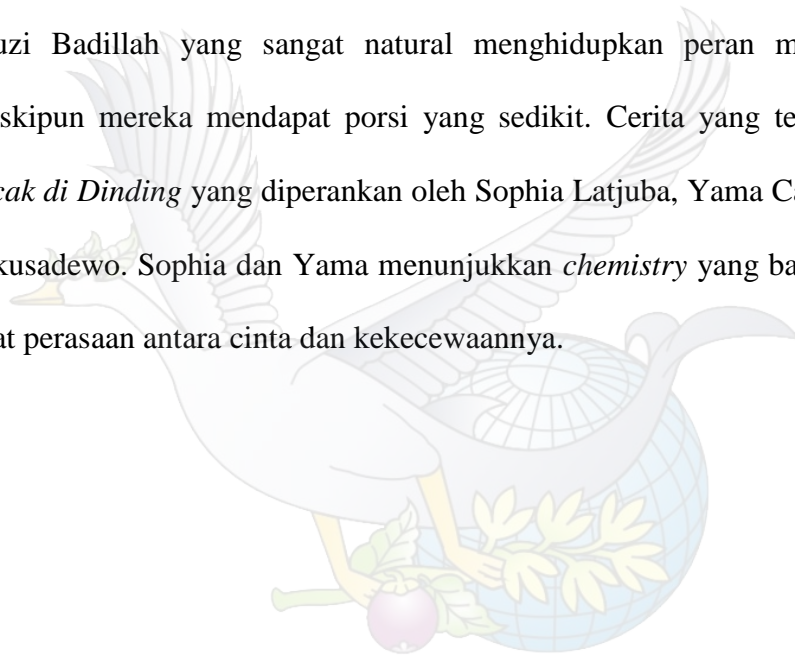 uzi Badillah yang sangat natural menghidupkan peran m
skipun mereka mendapat porsi yang sedikit. Cerita yang te
cak di Dinding yang diperankan oleh Sophia Latjuba, Yama Ca
kusadewo. Sophia dan Yama menunjukkan chemistry yang ba
at perasaan antara cinta dan kekecewaannya.